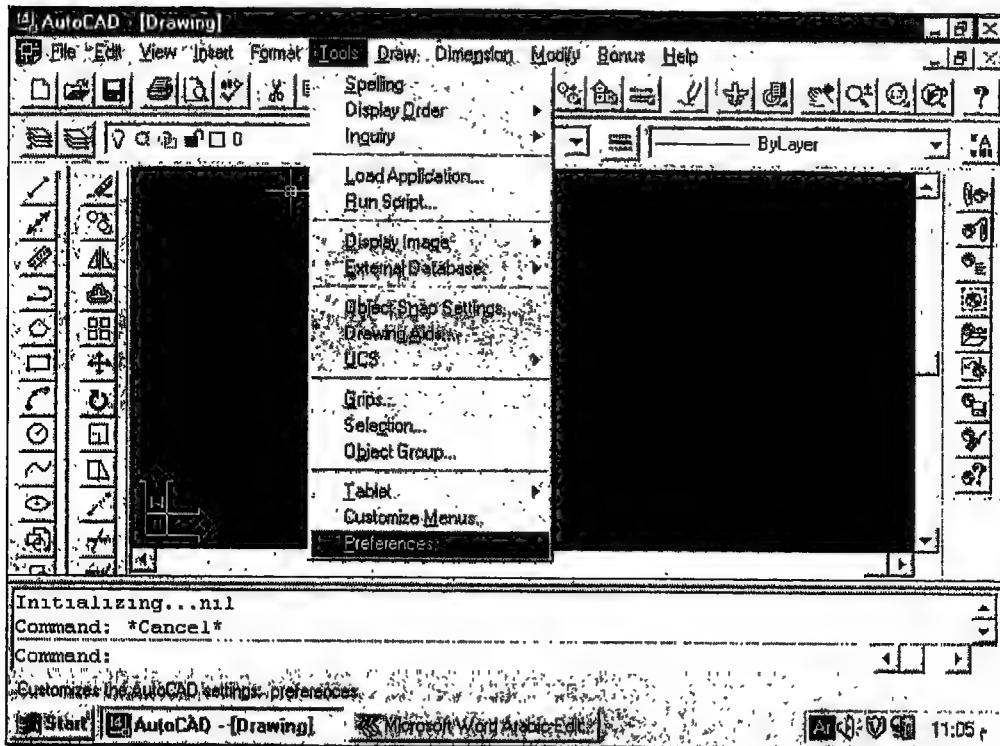 AutoCAD - [Drawing]
File Edit View Insert Format Tools Draw Dimension Modify Bonus Help
Spelling
Display Order
Inquiry
ByLayer
Load Application...
Run Script...
Display Image
External Database
Object Snap Settings...
Drawing Aids...
UCS
Grips...
Selection...
Object Group...
Tablet
Customize Menus...
Preferences...
Initializing...nil
Command: *Cancel*
Command:
Customizes the AutoCAD settings: preferences
Start AutoCAD - [Drawing] Microsoft Word Arabic Edit... 11:05 م